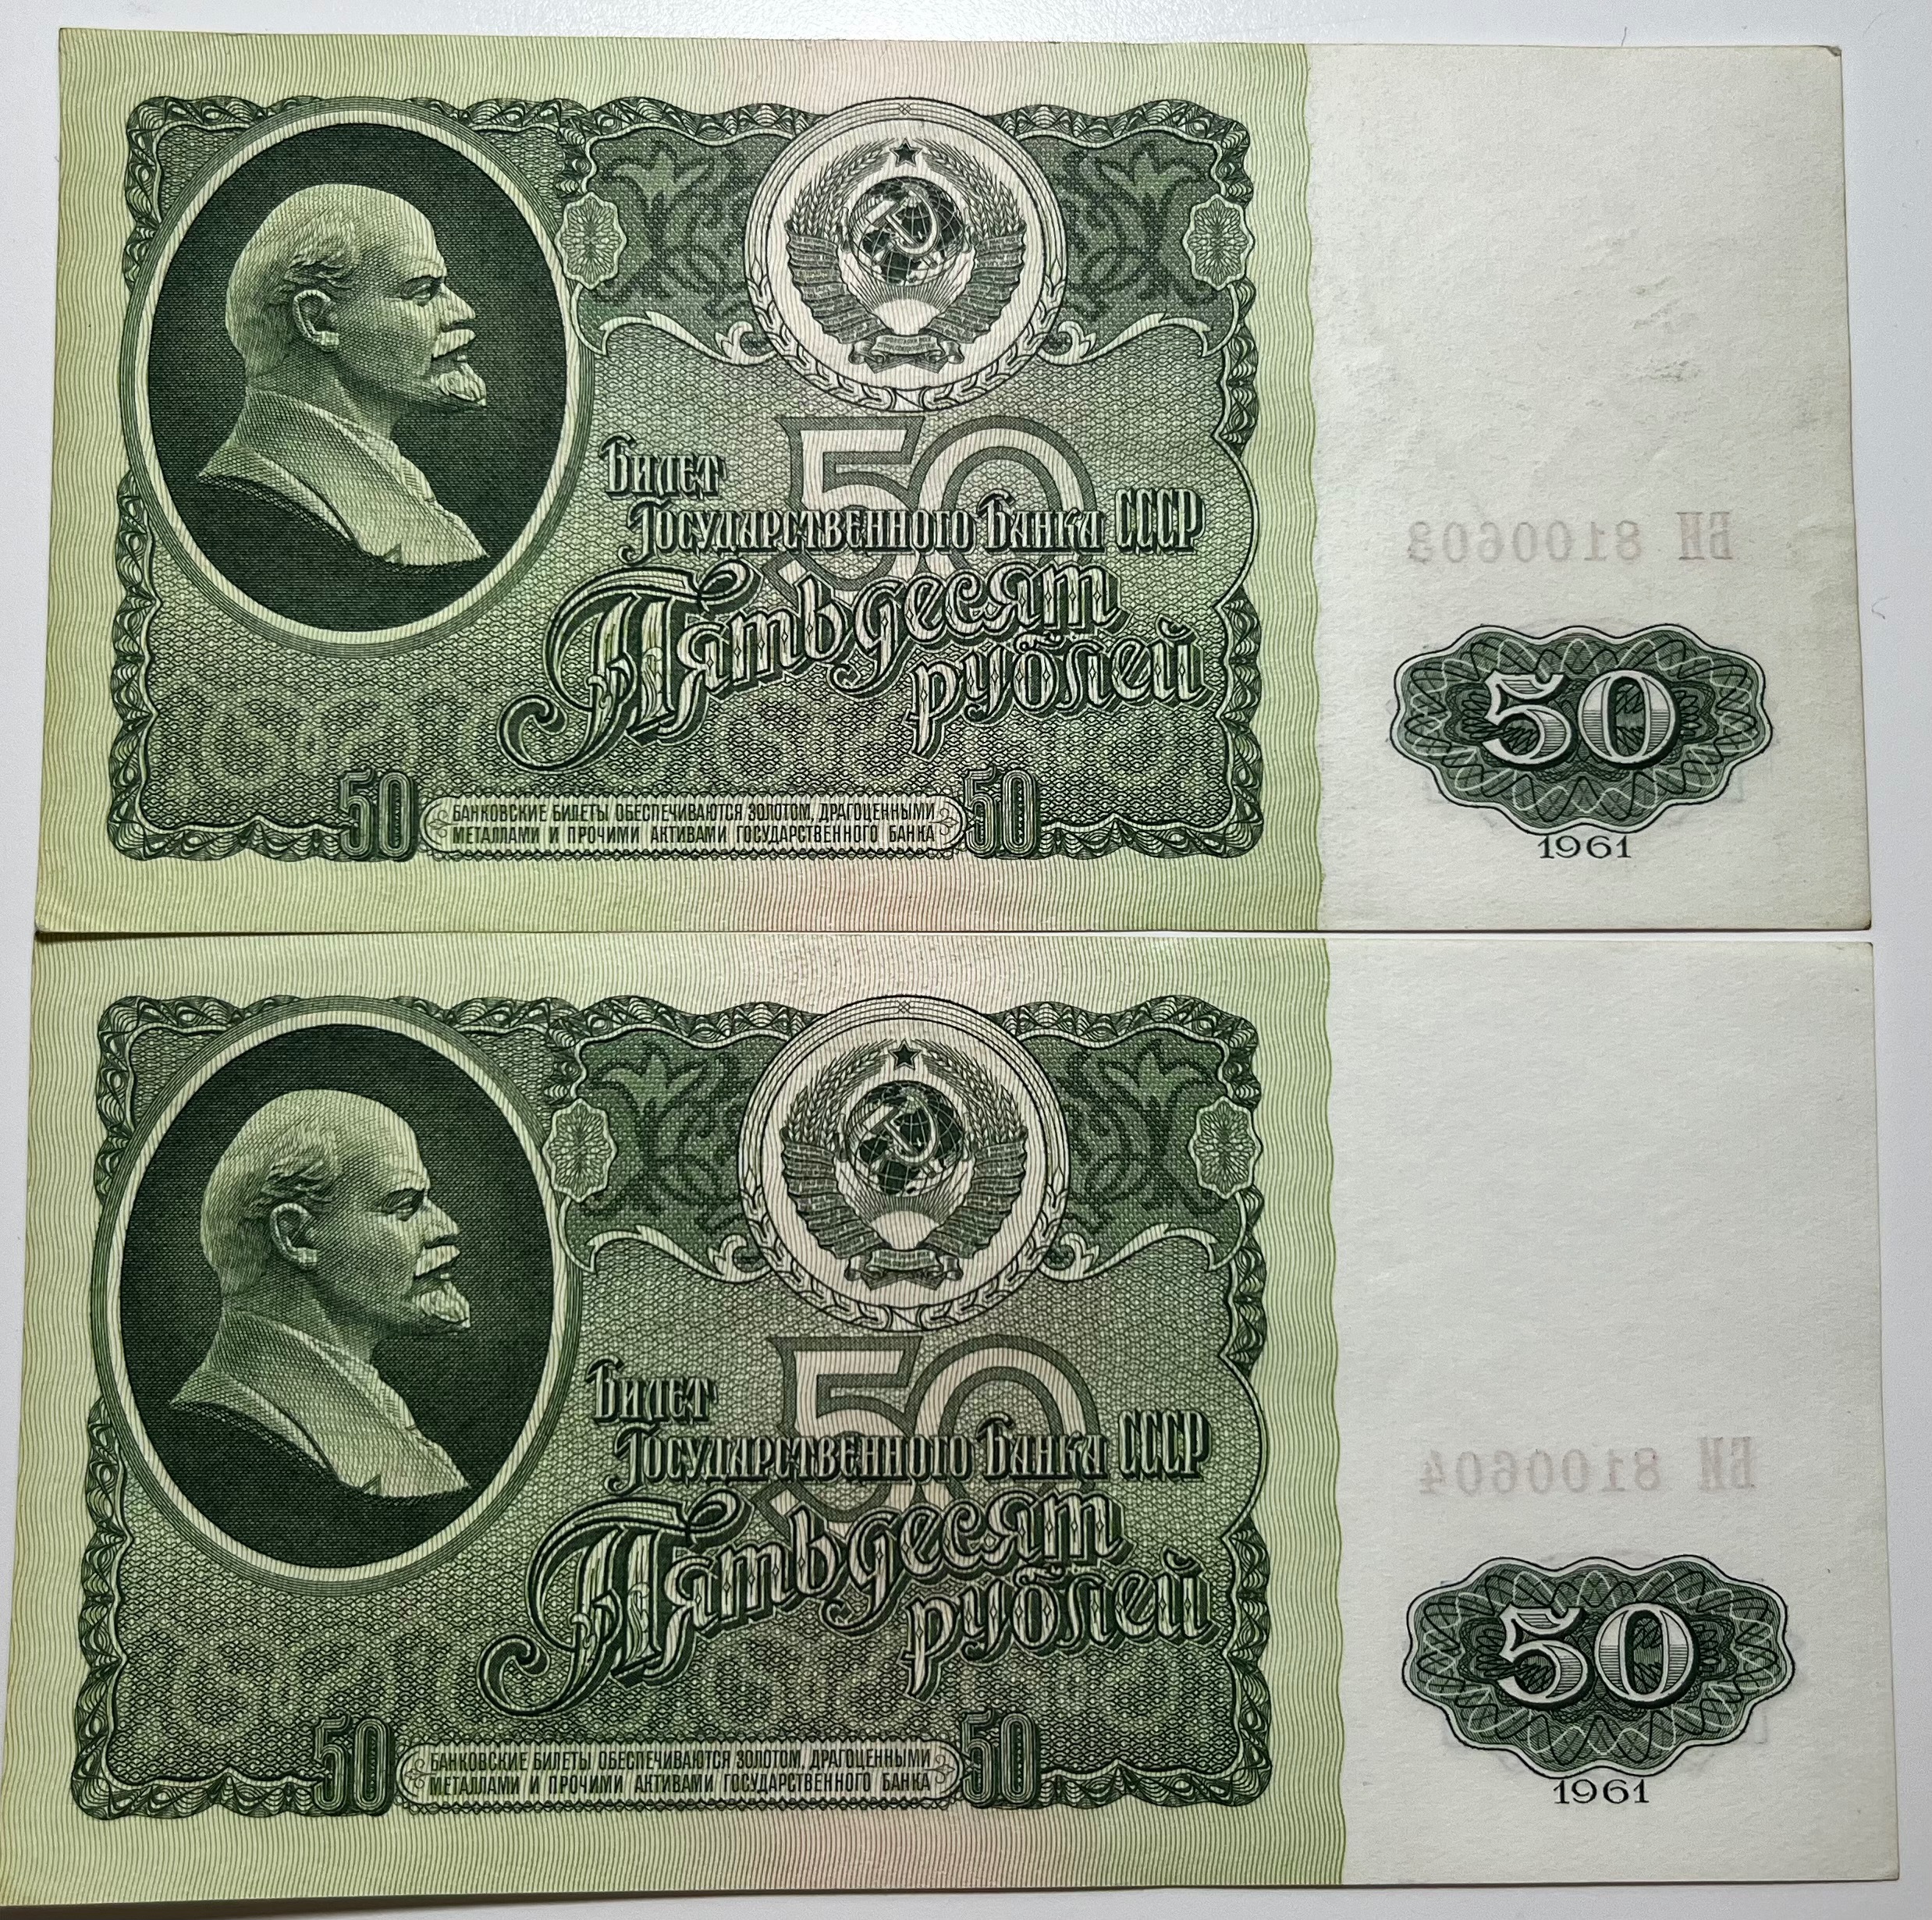 50
Билет
Государственного Банка СССР
Пятьдесят
рублей
БИ 8100603
50
50
БАНКОВСКИЕ БИЛЕТЫ ОБЕСПЕЧИВАЮТСЯ ЗОЛОТОМ, ДРАГОЦЕННЫМИ
МЕТАЛЛАМИ И ПРОЧИМИ АКТИВАМИ ГОСУДАРСТВЕННОГО БАНКА
50
1961
50
Билет
Государственного Банка СССР
Пятьдесят
рублей
БИ 8100604
50
50
БАНКОВСКИЕ БИЛЕТЫ ОБЕСПЕЧИВАЮТСЯ ЗОЛОТОМ, ДРАГОЦЕННЫМИ
МЕТАЛЛАМИ И ПРОЧИМИ АКТИВАМИ ГОСУДАРСТВЕННОГО БАНКА
50
1961